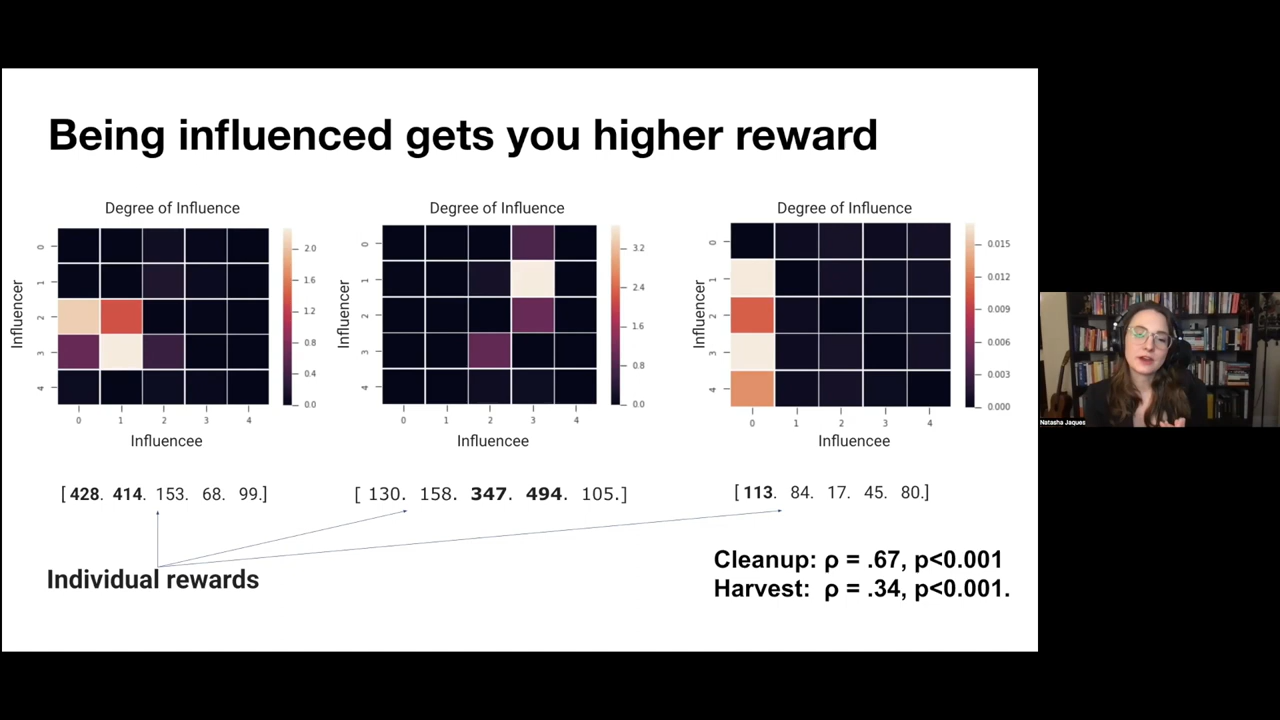 Being influenced gets you higher reward
Degree of Influence
Influencer
0
1
2
3
4
0 1 2 3 4
Influencee
2.0
1.6
1.2
0.8
0.4
0.0
[ 428. 414. 153. 68. 99.]
Degree of Influence
Influencer
0
1
2
3
4
0 1 2 3 4
Influencee
3.2
2.4
1.6
0.8
0.0
[ 130. 158. 347. 494. 105.]
Degree of Influence
Influencer
0
1
2
3
4
0 1 2 3 4
Influencee
0.015
0.012
0.009
0.006
0.003
0.000
[ 113. 84. 17. 45. 80.]
Individual rewards
Cleanup: ρ = .67, p<0.001
Harvest: ρ = .34, p<0.001.
Natasha Jaques